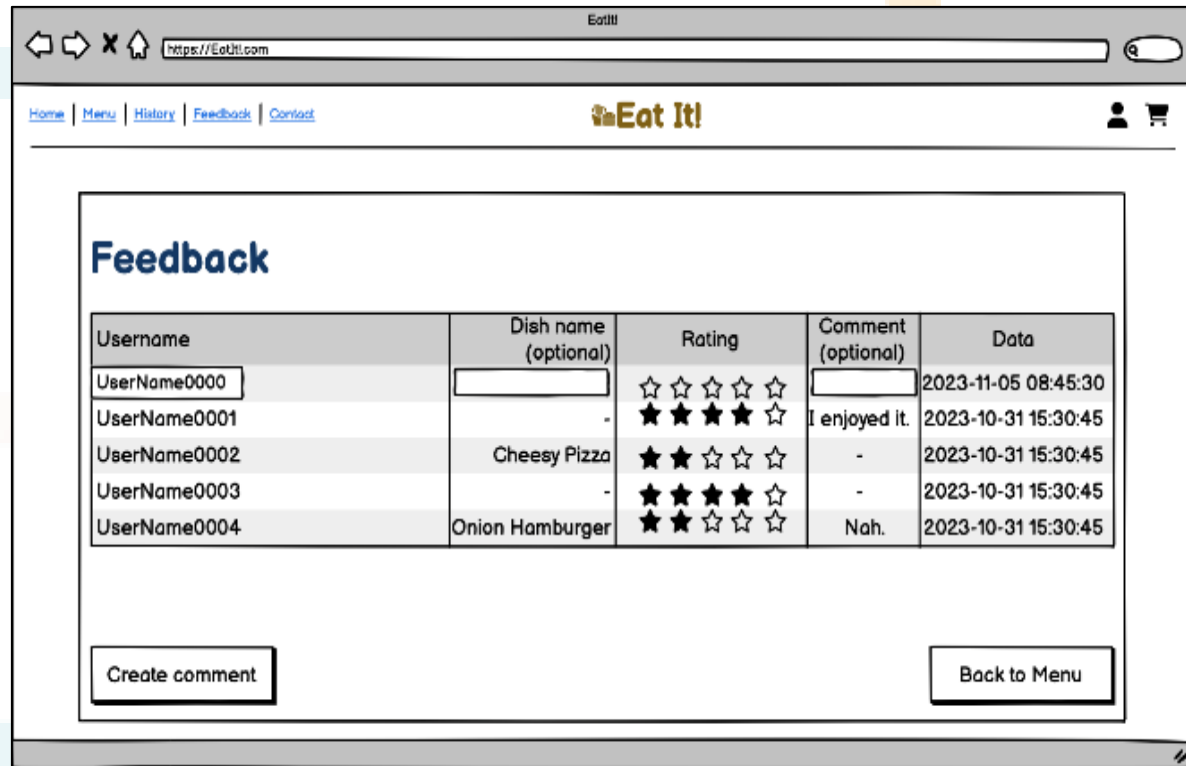 EatIt!
https://EatIt!.com
Home | Menu | History | Feedback | Contact
Eat It!
Feedback
Username Dish name (optional) Rating Comment (optional) Data
UserName0000 2023-11-05 08:45:30
UserName0001 - I enjoyed it. 2023-10-31 15:30:45
UserName0002 Cheesy Pizza - 2023-10-31 15:30:45
UserName0003 - - 2023-10-31 15:30:45
UserName0004 Onion Hamburger Nah. 2023-10-31 15:30:45
Create comment Back to Menu